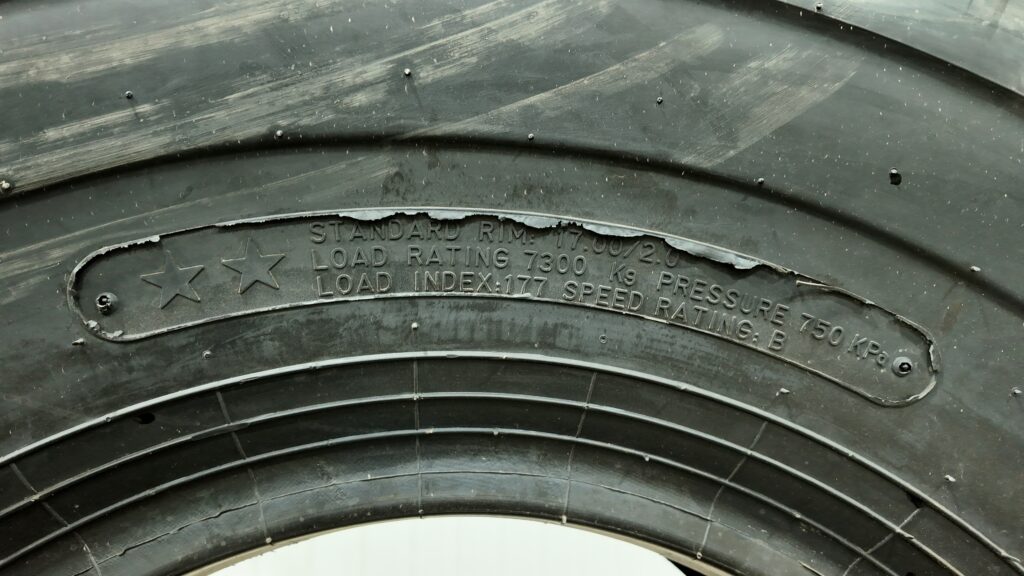 STANDARD RIM: 17.00/2.0
LOAD RATING 7300 Kg PRESSURE 750 KPa
LOAD INDEX:177 SPEED RATING: B